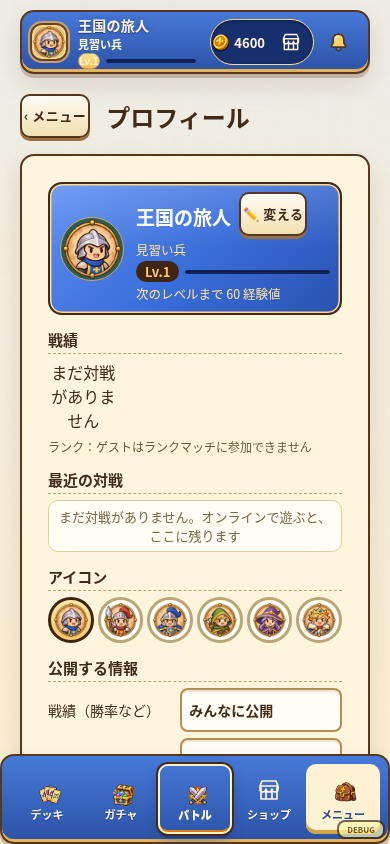 王国の旅人
見習い兵
Lv.1
4600
‹ メニュー
プロフィール
王国の旅人
✏️ 変える
見習い兵
Lv.1
次のレベルまで 60 経験値
戦績
まだ対戦
がありま
せん
ランク：ゲストはランクマッチに参加できません
最近の対戦
まだ対戦がありません。オンラインで遊ぶと、
ここに残ります
アイコン
公開する情報
戦績（勝率など）
みんなに公開
デッキ
ガチャ
バトル
ショップ
メニュー
DEBUG